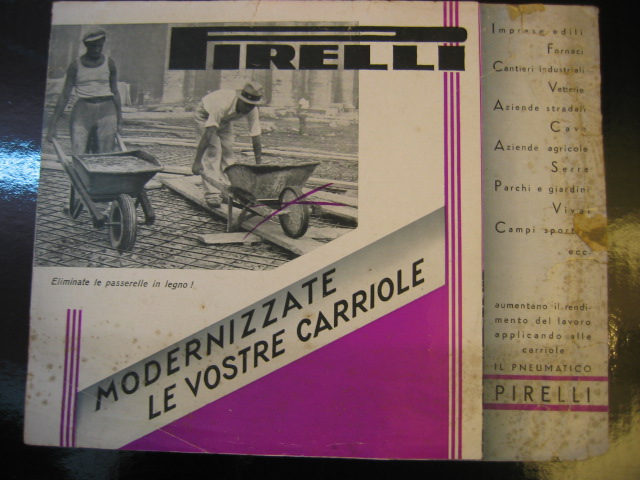 PIRELLI
Eliminate le passerelle in legno!
MODERNIZZATE
LE VOSTRE CARRIOLE
Imprese edili
Fornaci
Cantieri industriali
Vetrerie
Aziende stradali
Cave
Aziende agricole
Serre
Parchi e giardini
Vivai
Campi sport
ecc.
aumentano il rendi-
mento del lavoro
applicando alle
carriole
IL PNEUMATICO
PIRELLI